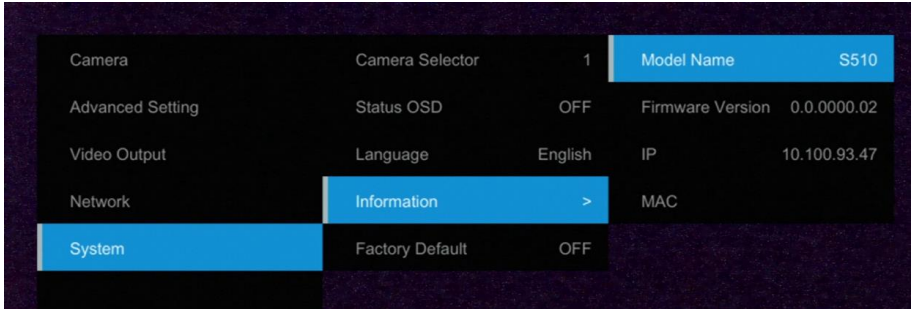 Camera
Advanced Setting
Video Output
Network
System
Camera Selector 1
Status OSD OFF
Language English
Information >
Factory Default OFF
Model Name S510
Firmware Version 0.0.0000.02
IP 10.100.93.47
MAC